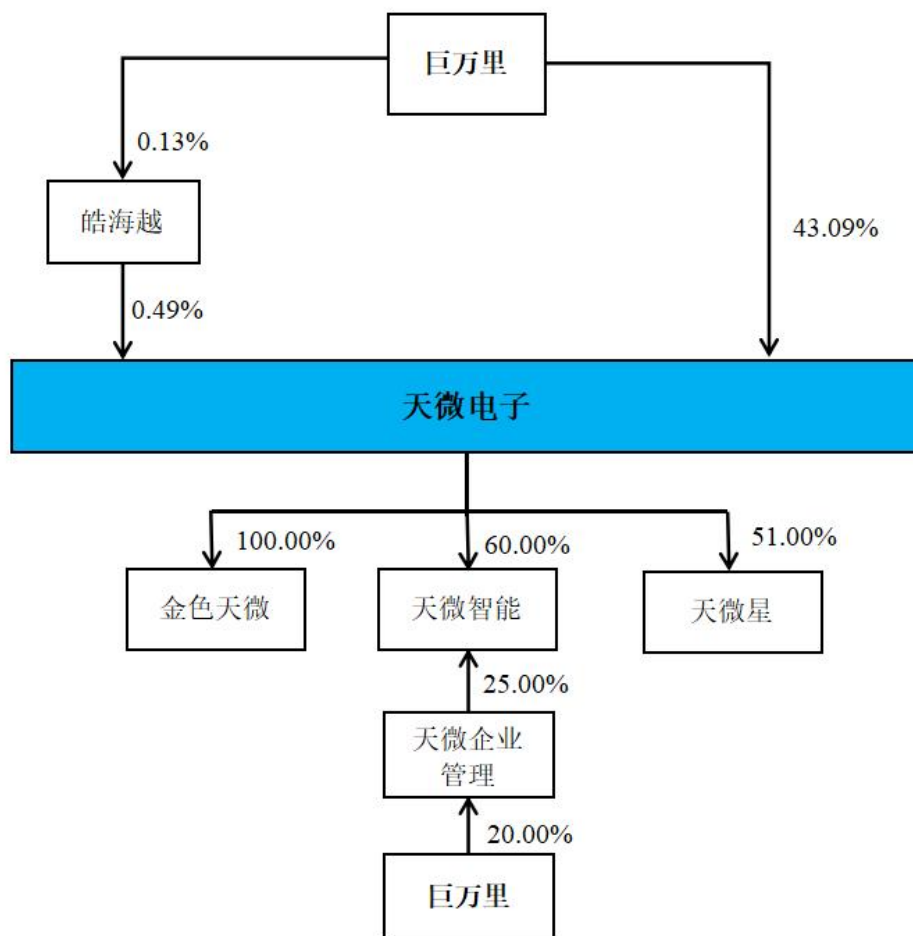 巨万里
0.13%
皓海越
43.09%
0.49%
天微电子
100.00%
60.00%
51.00%
金色天微
天微智能
天微星
25.00%
天微企业
管理
20.00%
巨万里